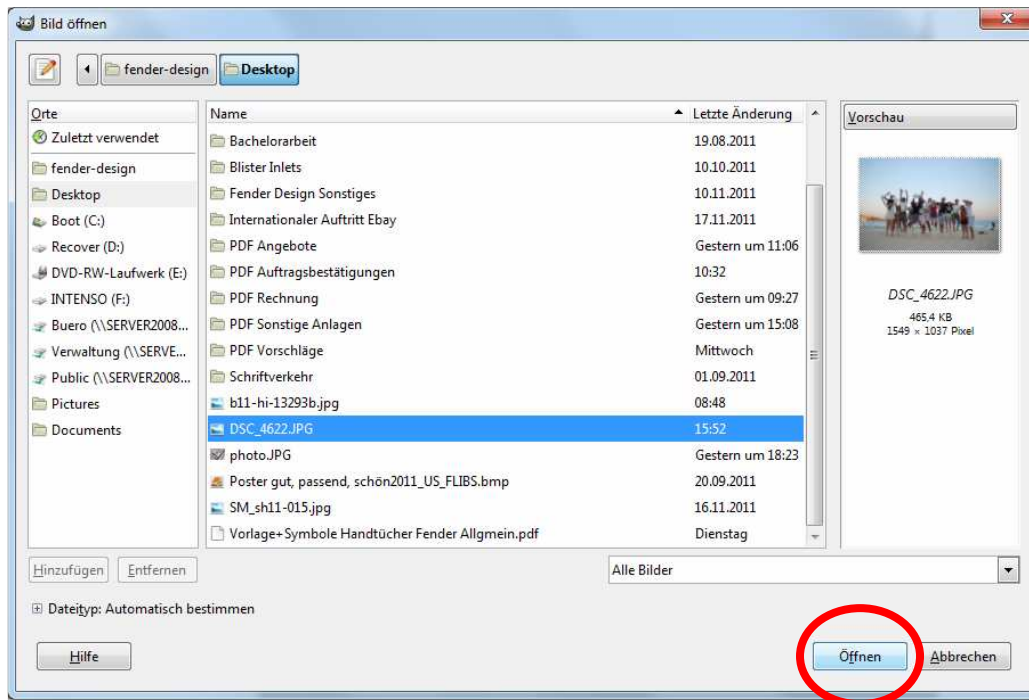 Bild öffnen
fender-design Desktop
Orte
Zuletzt verwendet
fender-design
Desktop
Boot (C:)
Recover (D:)
DVD-RW-Laufwerk (E:)
INTENSO (F:)
Buero (\\SERVER2008...
Verwaltung (\\SERVE...
Public (\\SERVER2008...
Pictures
Documents
Name Letzte Änderung
Bachelorarbeit 19.08.2011
Blister Inlets 10.10.2011
Fender Design Sonstiges 10.11.2011
Internationaler Auftritt Ebay 17.11.2011
PDF Angebote Gestern um 11:06
PDF Auftragsbestätigungen 10:32
PDF Rechnung Gestern um 09:27
PDF Sonstige Anlagen Gestern um 15:08
PDF Vorschläge Mittwoch
Schriftverkehr 01.09.2011
b11-hi-13293b.jpg 08:48
DSC_4622.JPG 15:52
photo.JPG Gestern um 18:23
Poster gut, passend, schön2011_US_FLIBS.bmp 20.09.2011
SM_sh11-015.jpg 16.11.2011
Vorlage+Symbole Handtücher Fender Allgmein.pdf Dienstag
Vorschau
DSC_4622.JPG
465,4 KB
1549 × 1037 Pixel
Hinzufügen Entfernen Alle Bilder
Dateityp: Automatisch bestimmen
Hilfe Öffnen Abbrechen